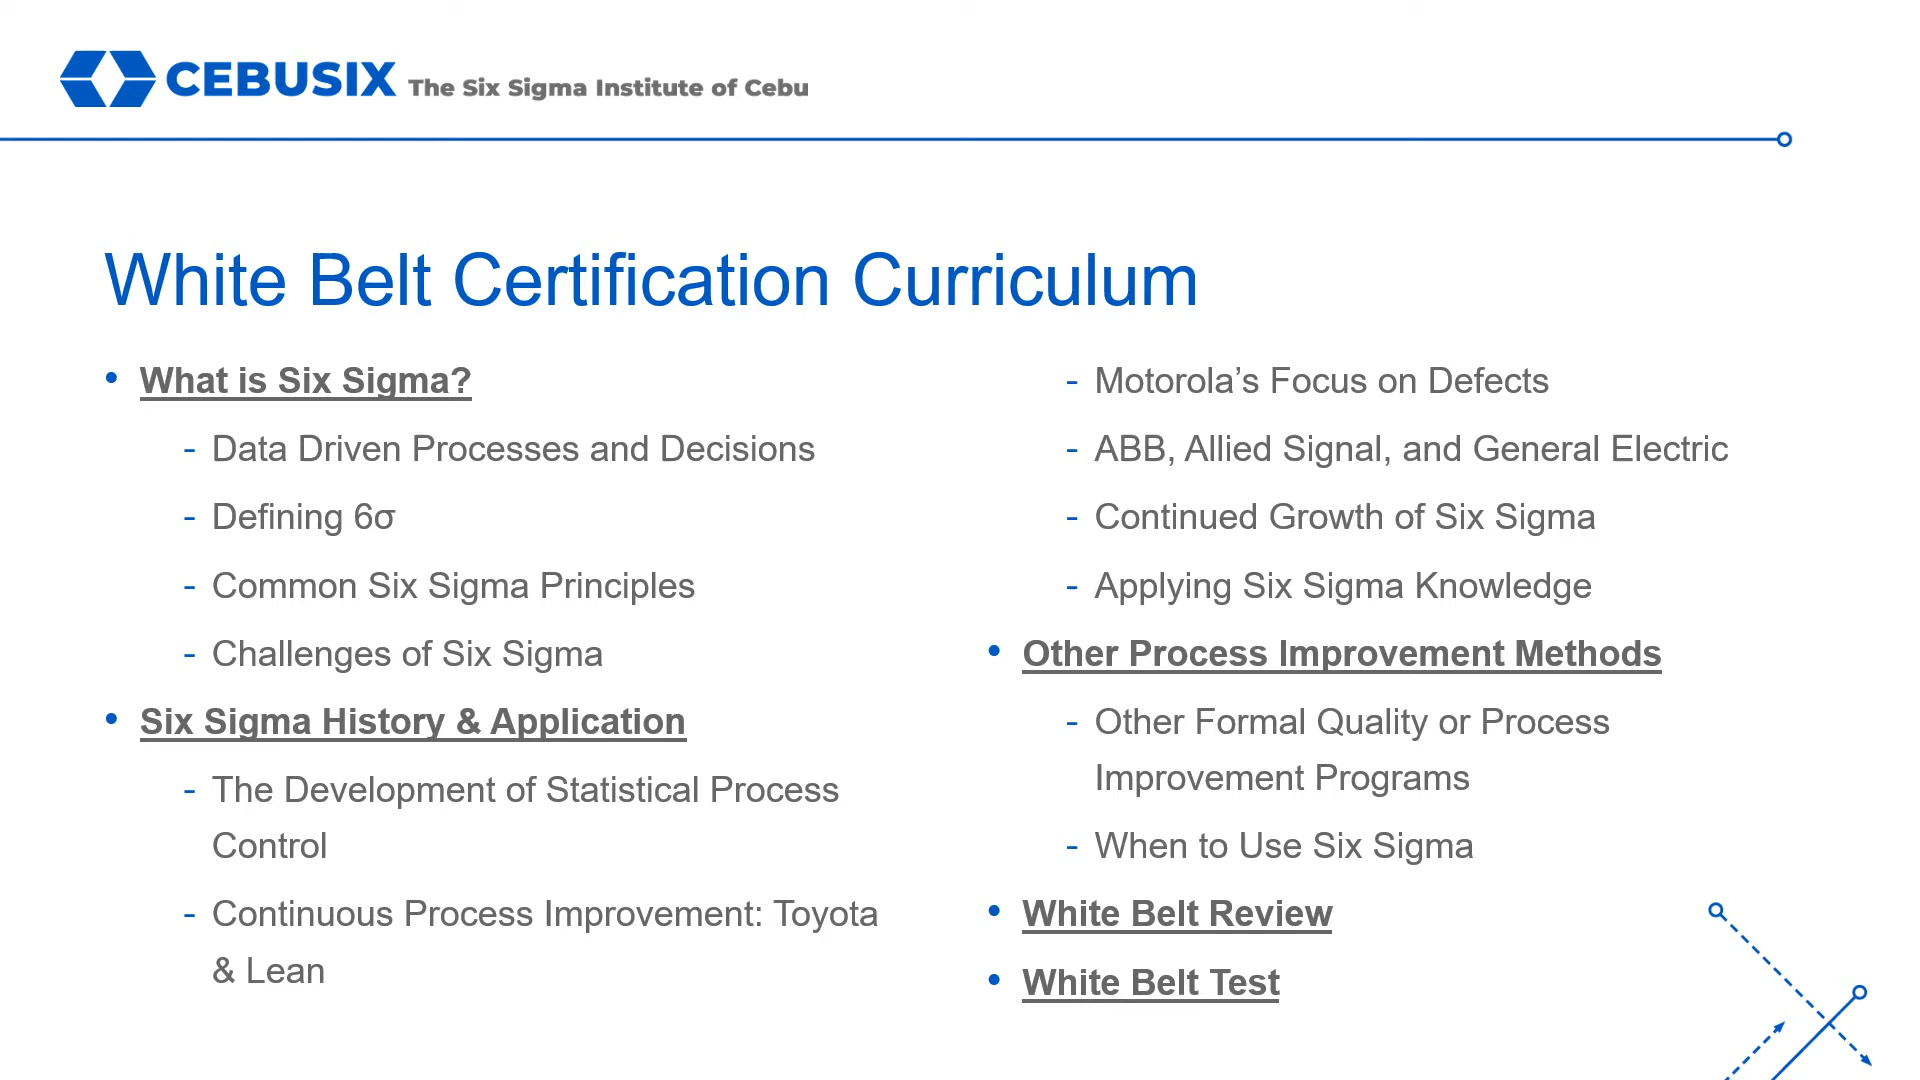 CEBUSIX The Six Sigma Institute of Cebu
White Belt Certification Curriculum
• What is Six Sigma?
- Data Driven Processes and Decisions
- Defining 6σ
- Common Six Sigma Principles
- Challenges of Six Sigma
• Six Sigma History & Application
- The Development of Statistical Process
Control
- Continuous Process Improvement: Toyota
& Lean
- Motorola’s Focus on Defects
- ABB, Allied Signal, and General Electric
- Continued Growth of Six Sigma
- Applying Six Sigma Knowledge
• Other Process Improvement Methods
- Other Formal Quality or Process
Improvement Programs
- When to Use Six Sigma
• White Belt Review
• White Belt Test